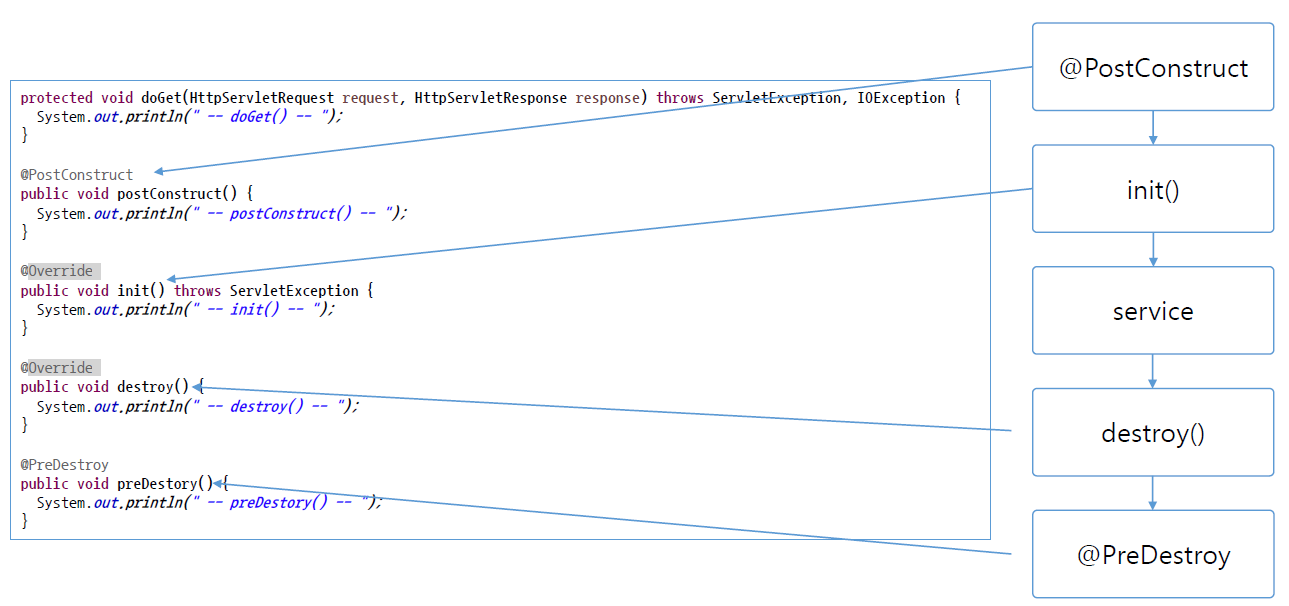 protected void doGet(HttpServletRequest request, HttpServletResponse response) throws ServletException, IOException {
System.out.println(" -- doGet() -- ");
}
@PostConstruct
public void postConstruct() {
System.out.println(" -- postConstruct() -- ");
}
@Override
public void init() throws ServletException {
System.out.println(" -- init() -- ");
}
@Override
public void destroy() {
System.out.println(" -- destroy() -- ");
}
@PreDestroy
public void preDestory() {
System.out.println(" -- preDestory() -- ");
}
@PostConstruct
init()
service
destroy()
@PreDestroy